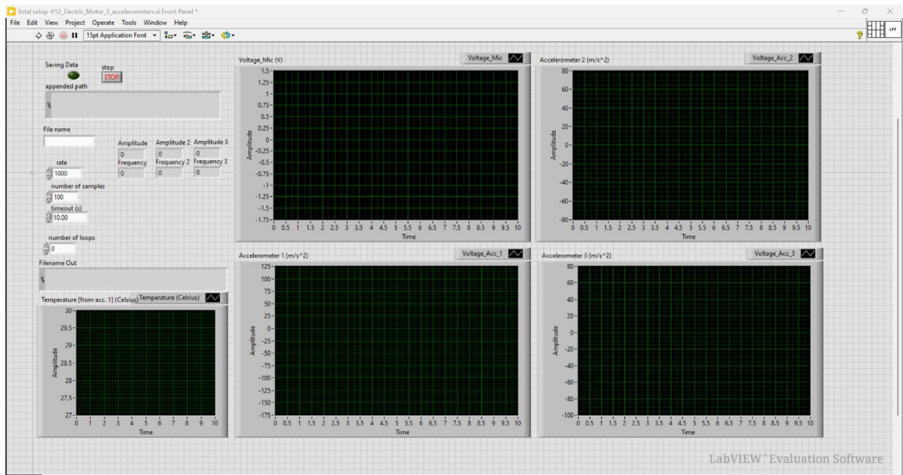 Total setup #12_Electric_Motor_3_accelerometers.vi Front Panel *
File Edit View Project Operate Tools Window Help
15pt Application Font
Saving Data
stop
STOP
appended path
File name
Amplitude Amplitude 2 Amplitude 3
0 0 0
Frequency Frequency 2 Frequency 3
0 0 0
rate
1000
number of samples
100
timeout (s)
10.00
number of loops
0
Filename Out
Temperature [from acc. 1] (Celsius) Temperature (Celsius)
Amplitude
30
29.5
29
28.5
28
27.5
27
0 1 2 3 4 5 6 7 8 9 10
Time
Voltage_Mic (V) Voltage_Mic
Amplitude
1.5
1.25
1
0.75
0.5
0.25
0
-0.25
-0.5
-0.75
-1
-1.25
-1.5
-1.75
0 0.5 1 1.5 2 2.5 3 3.5 4 4.5 5 5.5 6 6.5 7 7.5 8 8.5 9 9.5 10
Time
Accelerometer 2 (m/s^2) Voltage_Acc_2
Amplitude
80
60
40
20
0
-20
-40
-60
-80
0 0.5 1 1.5 2 2.5 3 3.5 4 4.5 5 5.5 6 6.5 7 7.5 8 8.5 9 9.5 10
Time
Accelerometer 1 (m/s^2) Voltage_Acc_1
Amplitude
125
100
75
50
25
0
-25
-50
-75
-100
-125
-150
-175
0 0.5 1 1.5 2 2.5 3 3.5 4 4.5 5 5.5 6 6.5 7 7.5 8 8.5 9 9.5 10
Time
Accelerometer 3 (m/s^2) Voltage_Acc_3
Amplitude
80
60
40
20
0
-20
-40
-60
-80
-100
0 0.5 1 1.5 2 2.5 3 3.5 4 4.5 5 5.5 6 6.5 7 7.5 8 8.5 9 9.5 10
Time
LabVIEW™ Evaluation Software